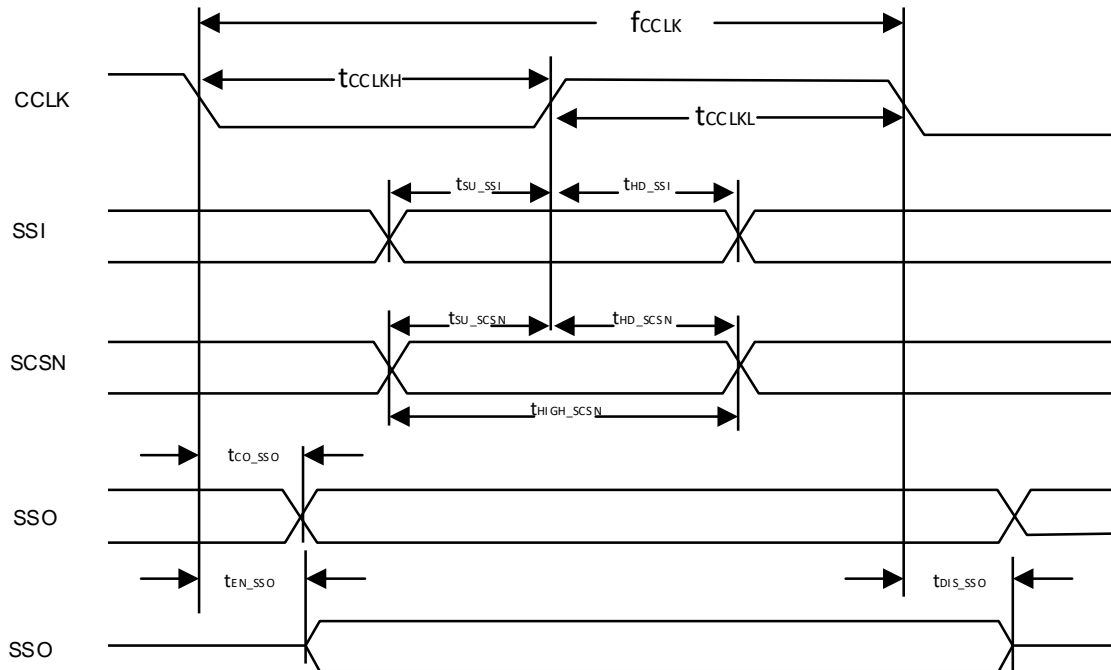 fCCLK
CCLK
tCCLKH
tCCLKL
tSU_SSI
tHD_SSI
SSI
tSU_SCSN
tHD_SCSN
SCSN
tHIGH_SCSN
tCO_SSO
SSO
tEN_SSO
tDIS_SSO
SSO